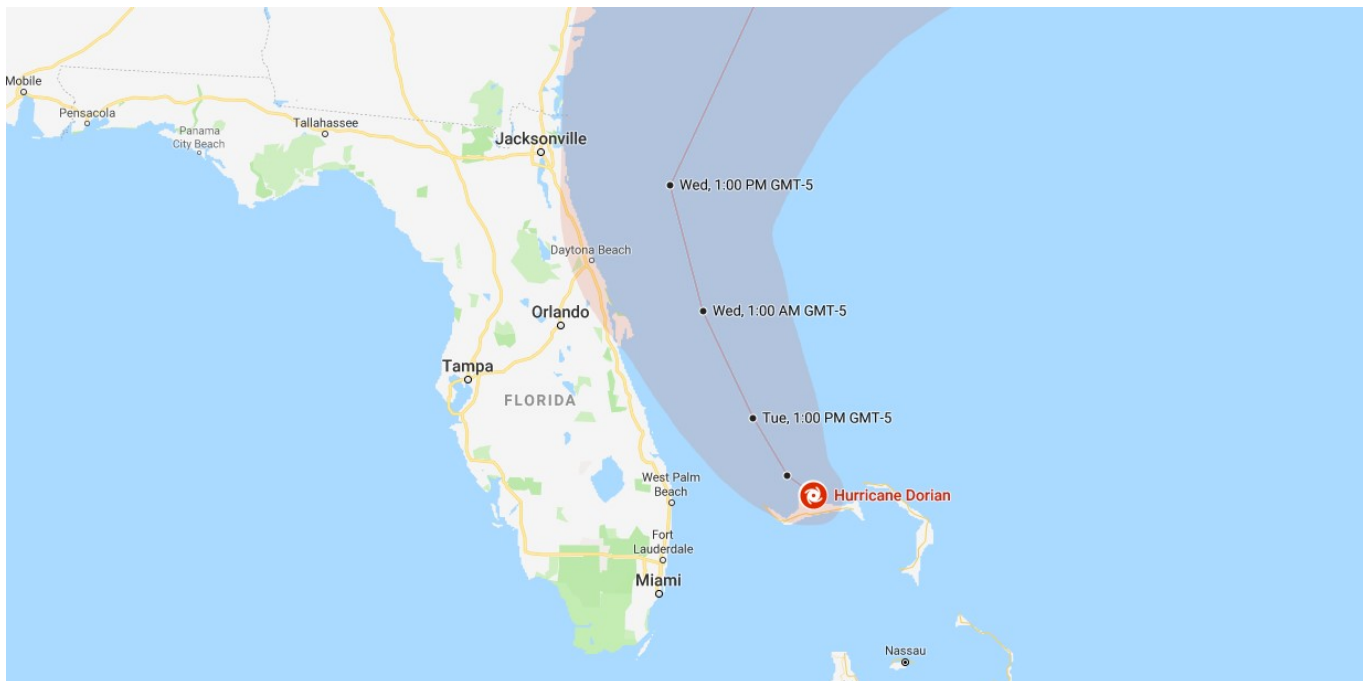 Mobile
Pensacola
Panama
City Beach
Tallahassee
Jacksonville
Wed, 1:00 PM GMT-5
Daytona Beach
Orlando
Wed, 1:00 AM GMT-5
Tampa
FLORIDA
Tue, 1:00 PM GMT-5
West Palm
Beach
Hurricane Dorian
Fort
Lauderdale
Miami
Nassau